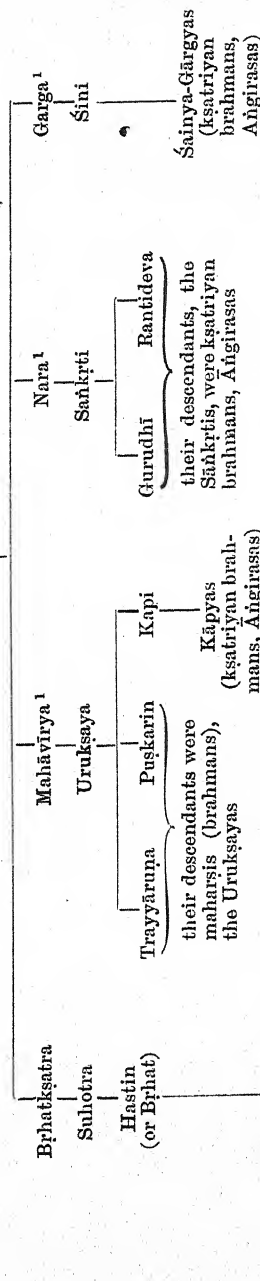 Bṛhatkṣatra
Suhotra
Hastin
(or Bṛhat)
Mahāvīrya¹
Urukṣaya
Trayyāruṇa Puṣkarin Kapi
their descendants were
maharṣis (brahmans),
the Urukṣayas
Kāpyas
(kṣatriyan brah-
mans, Āṅgirasas)
Nara¹
Saṅkṛti
Gurudhī Rantideva
their descendants, the
Sāṅkṛtis, were kṣatriyan
brahmans, Āṅgirasas
Garga¹
Śini
Śainya-Gārgyas
(kṣatriyan
brahmans,
Āṅgirasas)